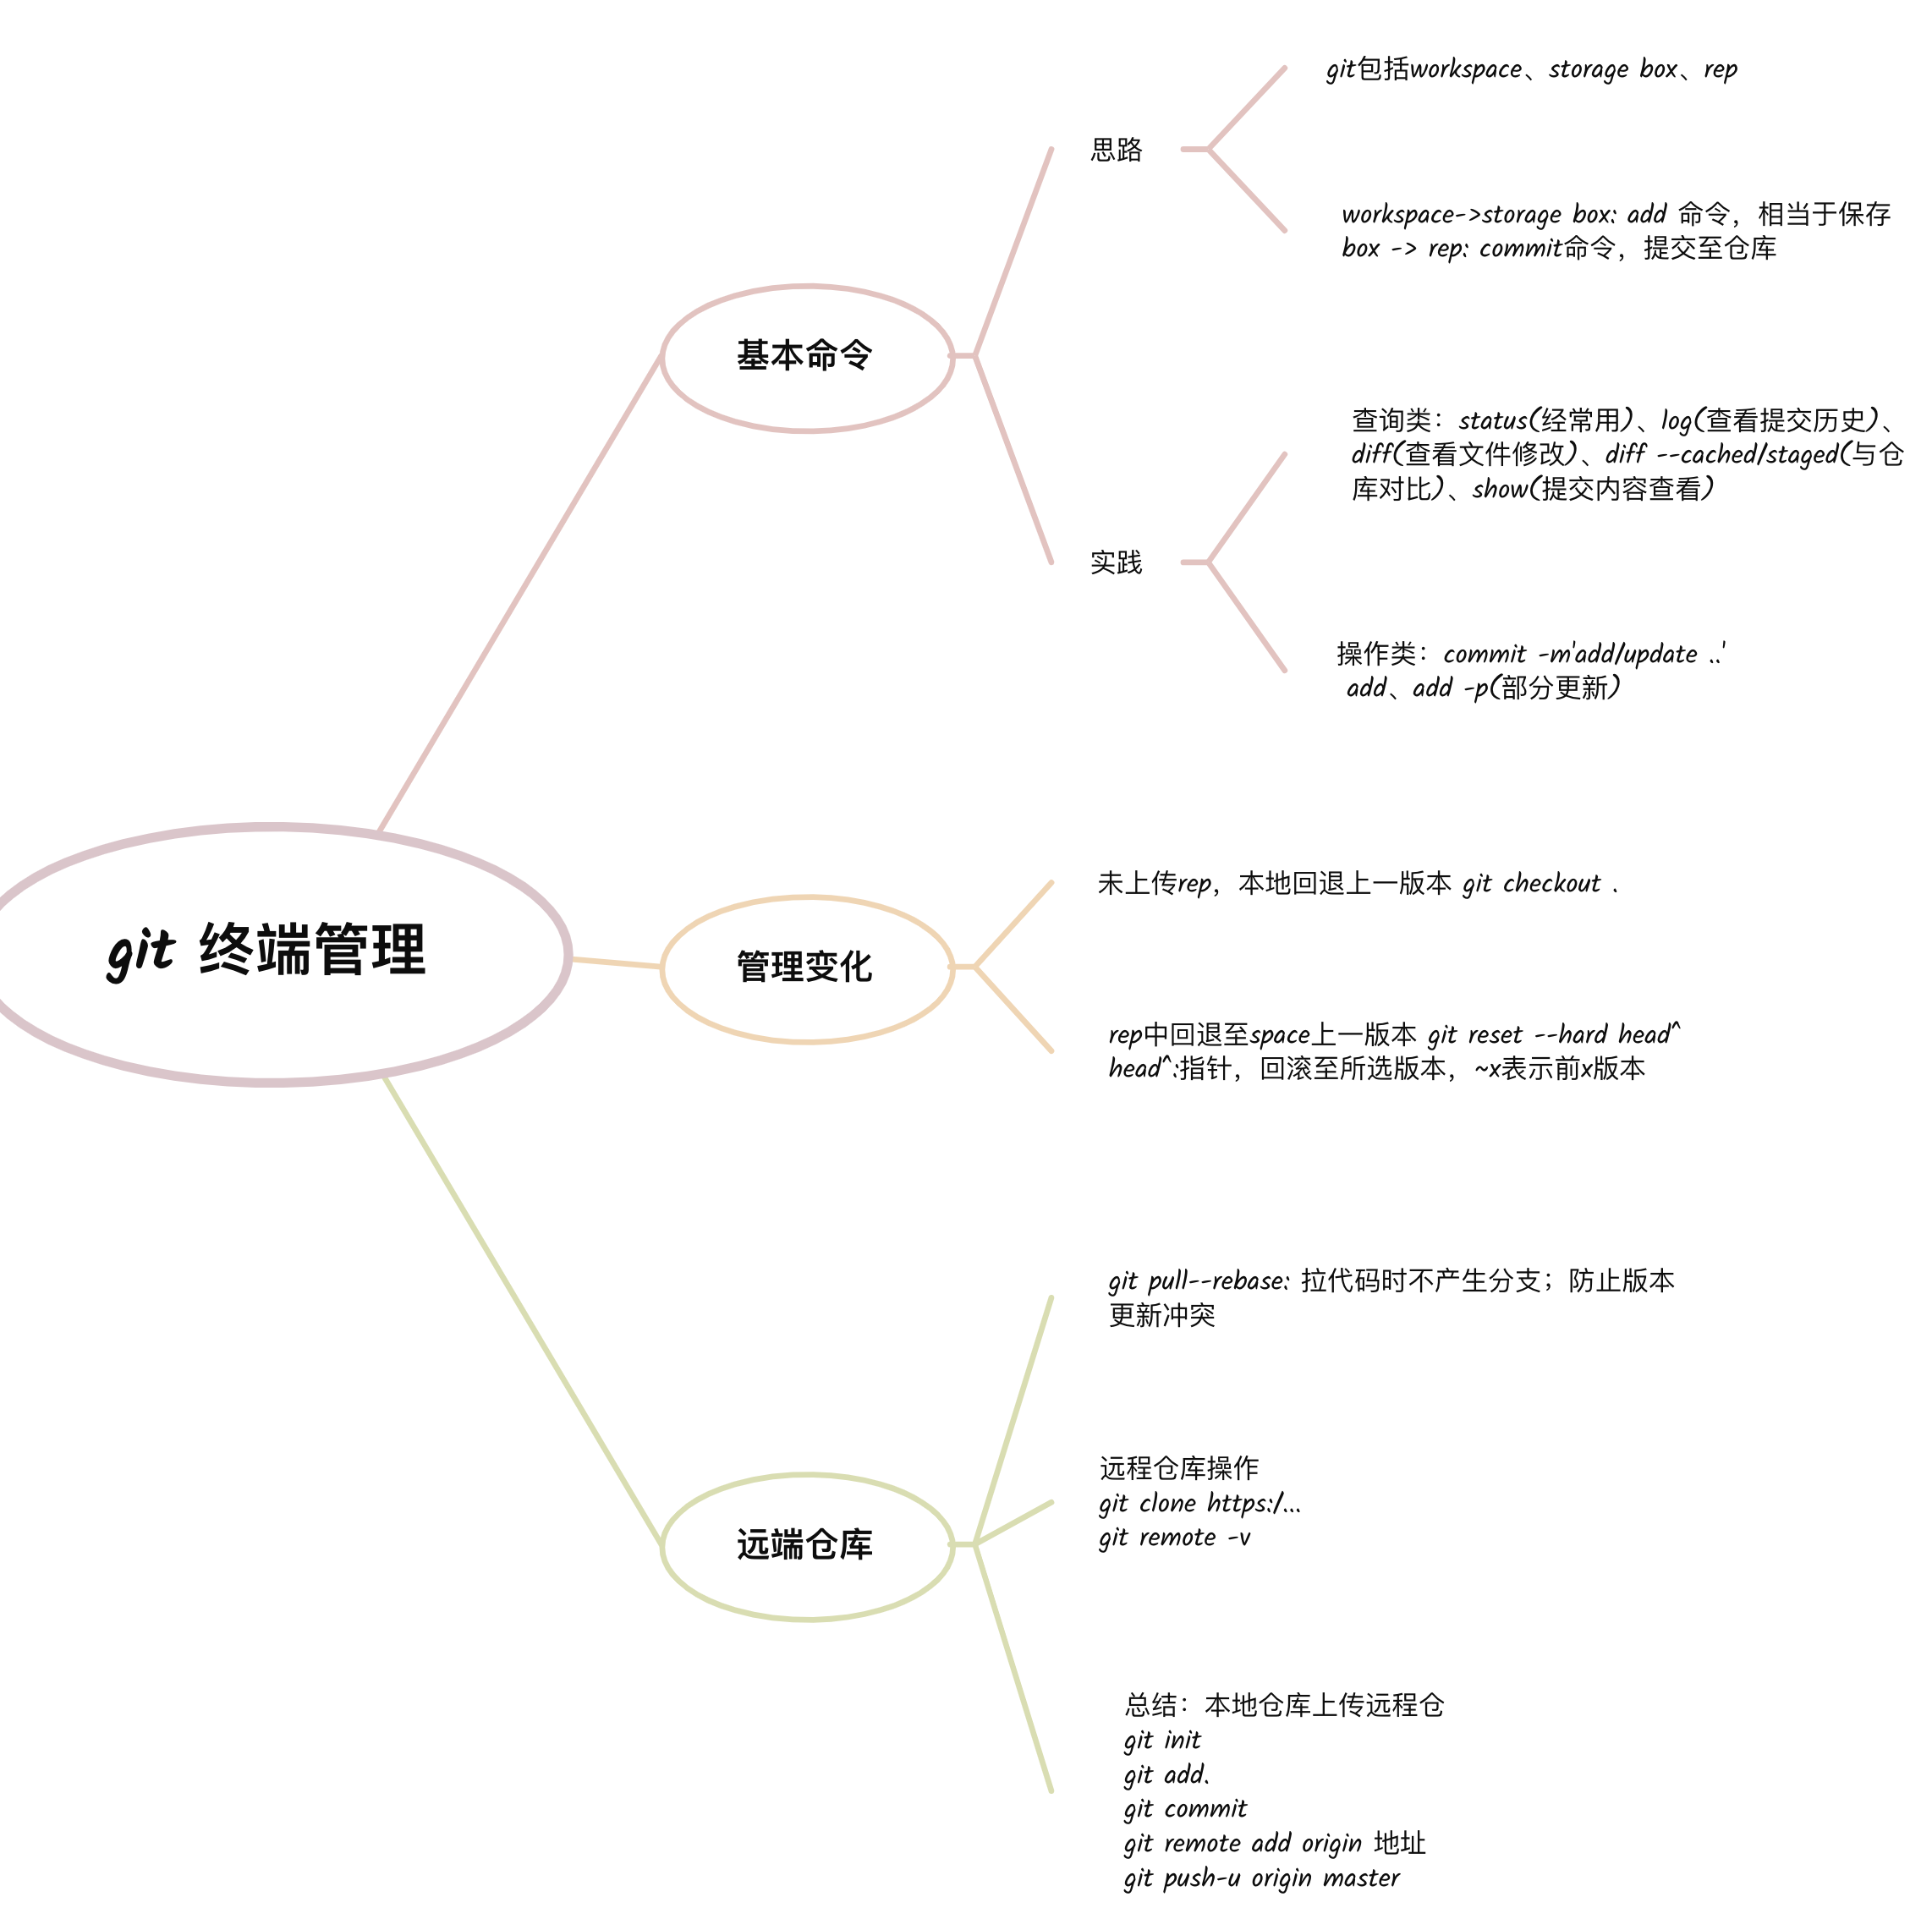 git 终端管理
基本命令
思路
git包括workspace、storage box、rep
workspace->storage box: add 命令，相当于保存
box -> rep: commit命令，提交至仓库
实践
查询类：status(经常用)、log(查看提交历史)、
diff(查看文件修改)、diff --cached/staged(与仓
库对比)、show(提交内容查看)
操作类：commit -m'add/update ..'
add、add -p(部分更新)
管理变化
未上传rep，本地回退上一版本 git checkout .
rep中回退至space上一版本 git reset --hard head^
head^:指针，回滚至所选版本，~x表示前x版本
远端仓库
git pull--rebase: 拉代码时不产生分支；防止版本
更新冲突
远程仓库操作
git clone https:/...
git remote -v
总结：本地仓库上传远程仓
git init
git add.
git commit
git remote add origin 地址
git push-u origin master